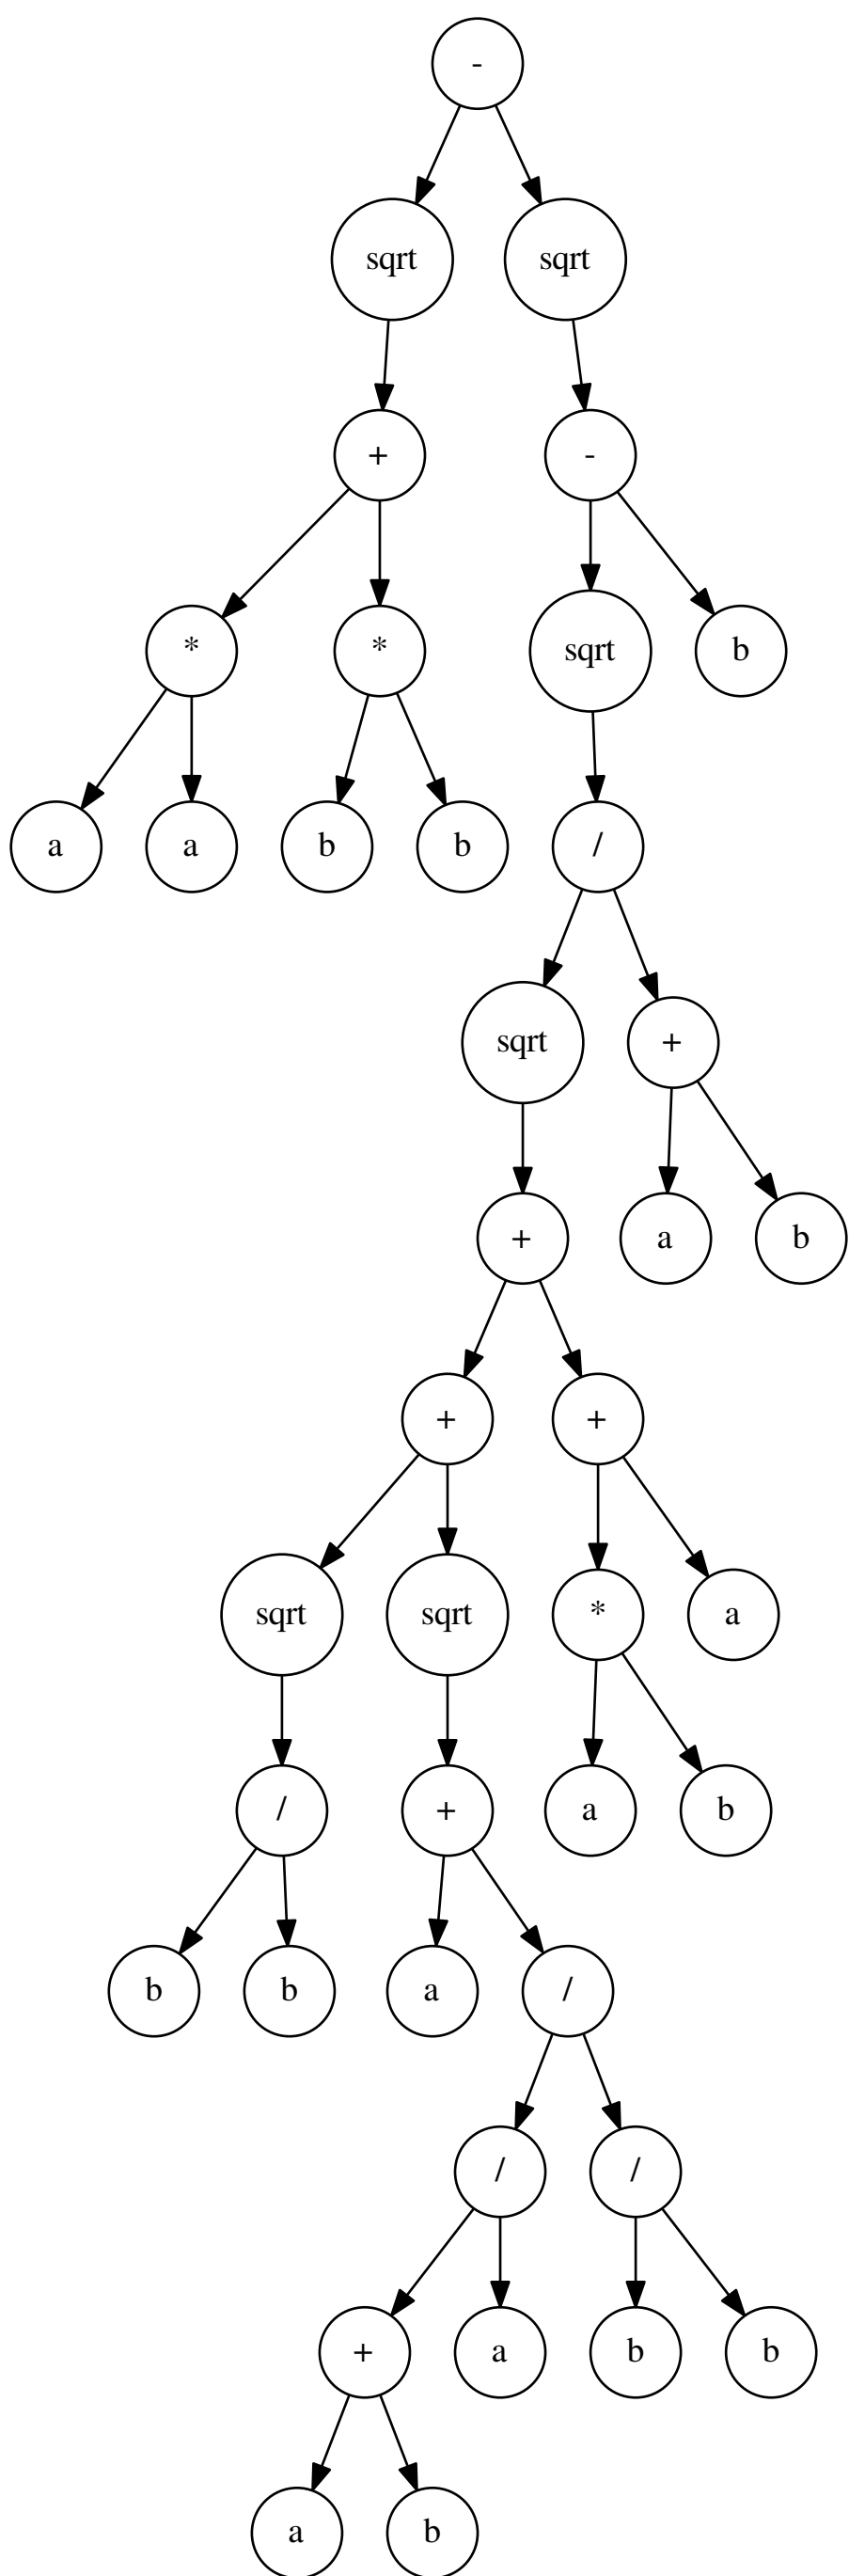 -
sqrt sqrt
+ -
* * sqrt b
a a b b /
sqrt +
+ a b
+ +
sqrt sqrt * a
/ + a b
b b a /
/ /
+ a b b
a b